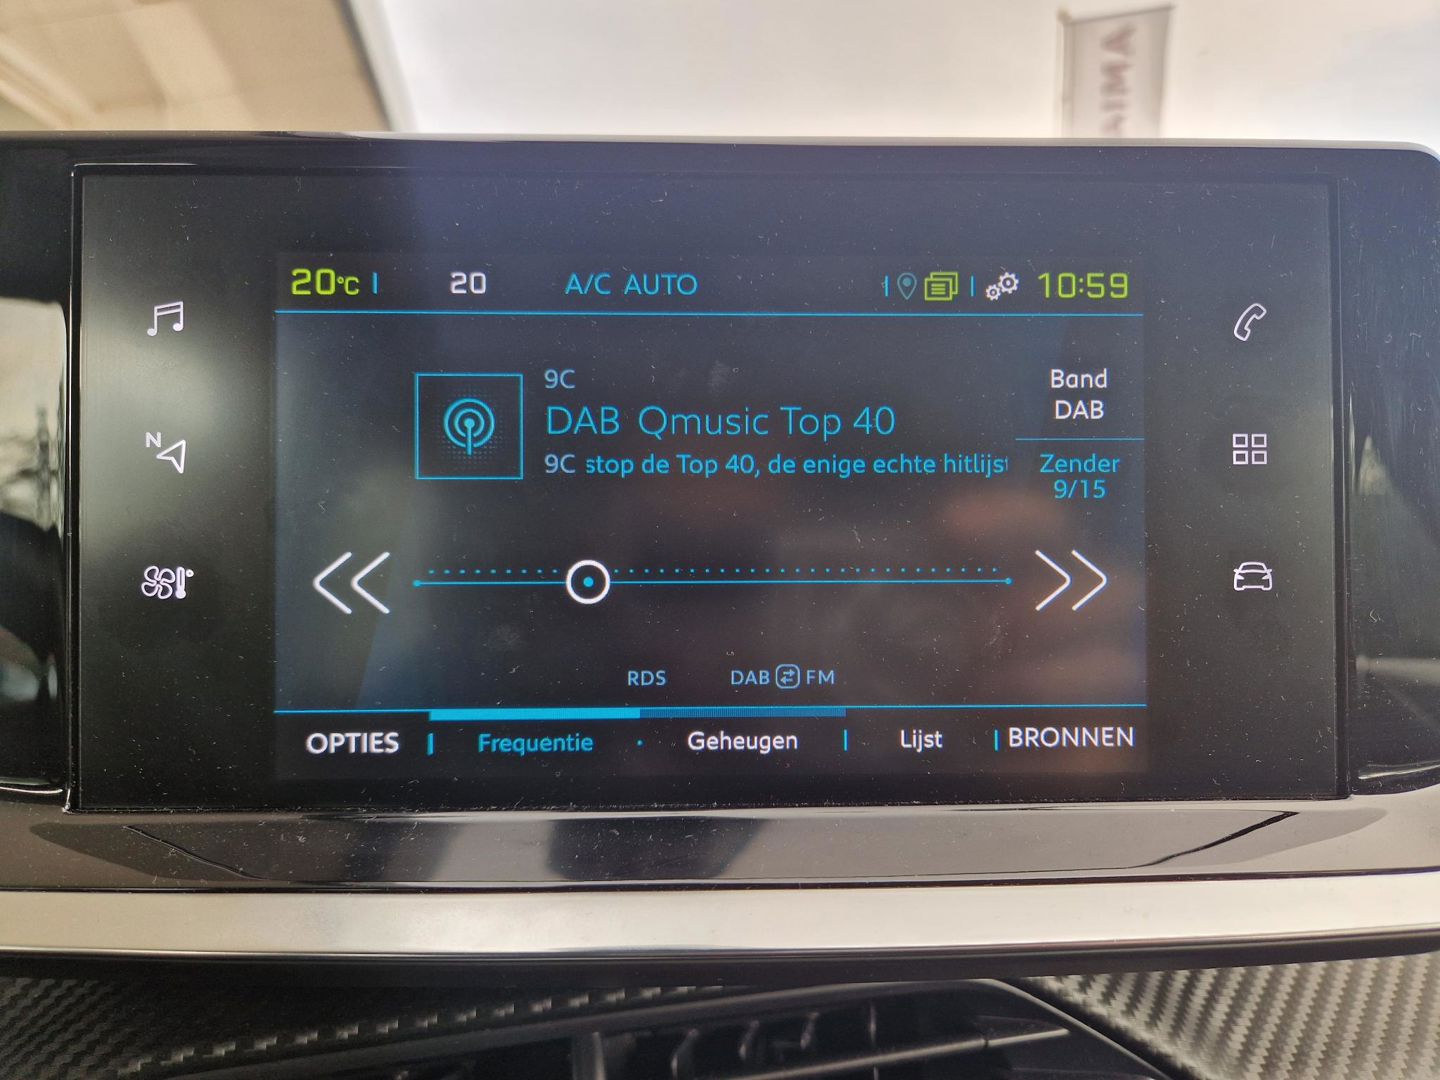 20°C 20 A/C AUTO 10:59
9C
DAB Qmusic Top 40
9C stop de Top 40, de enige echte hitlijst
Band
DAB
Zender
9/15
N
RDS DAB FM
OPTIES Frequentie · Geheugen Lijst BRONNEN